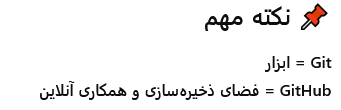 📌 نکته مهم
Git = ابزار
GitHub = فضای ذخیره‌سازی و همکاری آنلاین